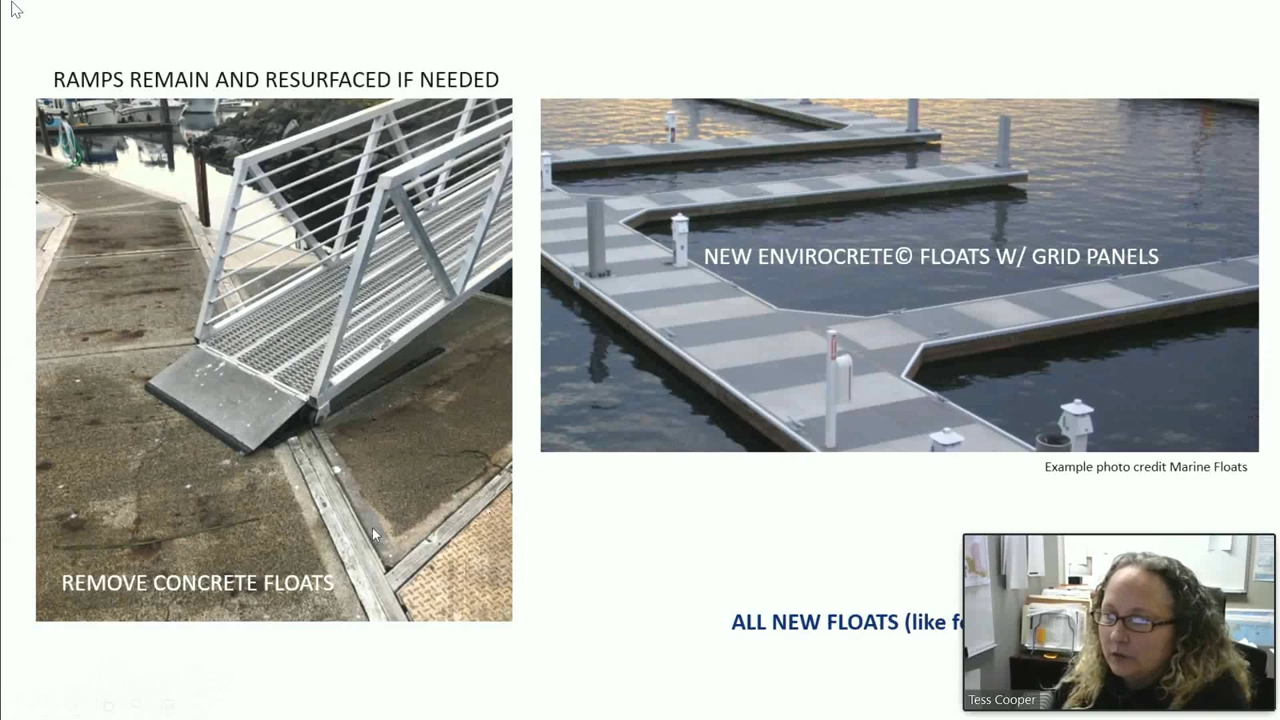 RAMPS REMAIN AND RESURFACED IF NEEDED
REMOVE CONCRETE FLOATS
NEW ENVIROCRETE© FLOATS W/ GRID PANELS
Example photo credit Marine Floats
ALL NEW FLOATS (like
Tess Cooper